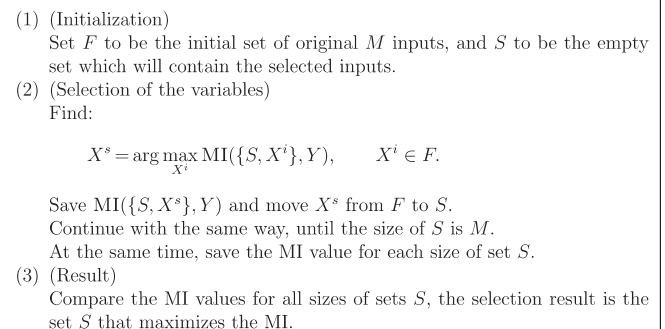 (1) (Initialization)
Set F to be the initial set of original M inputs, and S to be the empty
set which will contain the selected inputs.
(2) (Selection of the variables)
Find:
X^s = arg max_{X^i} MI({S, X^i}, Y), X^i ∈ F.
Save MI({S, X^s}, Y) and move X^s from F to S.
Continue with the same way, until the size of S is M.
At the same time, save the MI value for each size of set S.
(3) (Result)
Compare the MI values for all sizes of sets S, the selection result is the
set S that maximizes the MI.